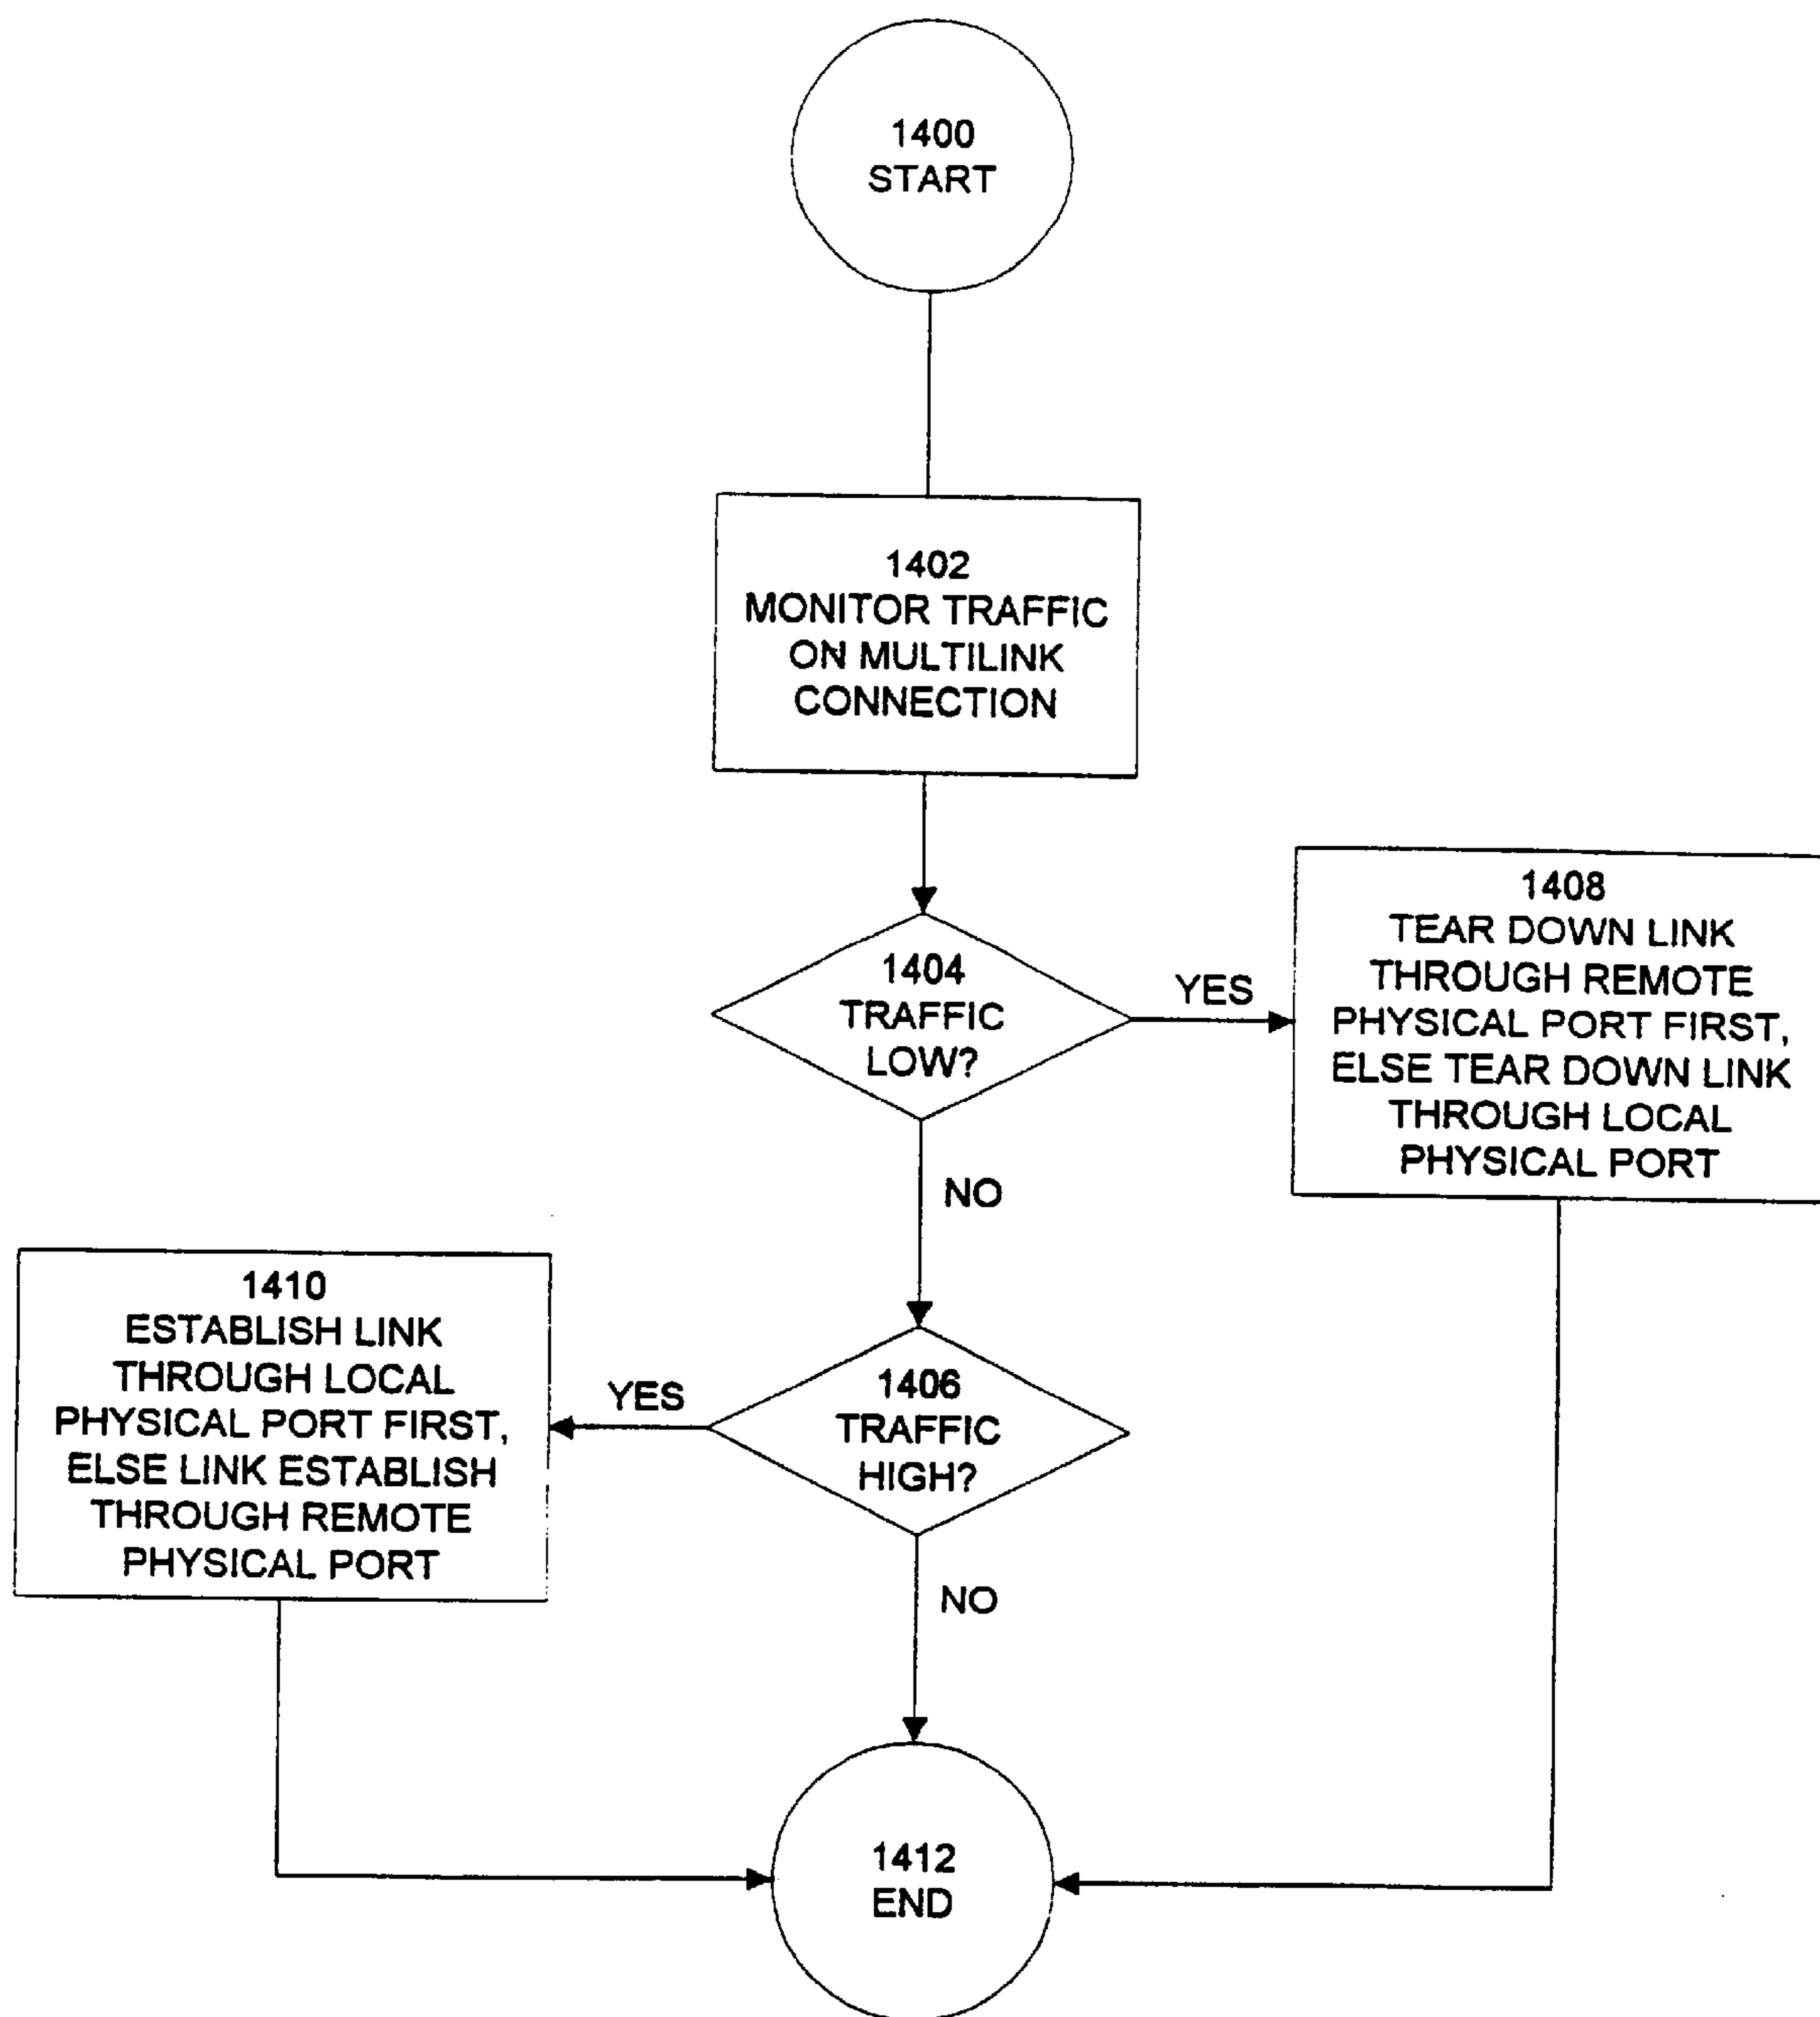 1400
START
1402
MONITOR TRAFFIC
ON MULTILINK
CONNECTION
1404
TRAFFIC
LOW?
YES
1408
TEAR DOWN LINK
THROUGH REMOTE
PHYSICAL PORT FIRST,
ELSE TEAR DOWN LINK
THROUGH LOCAL
PHYSICAL PORT
NO
1406
TRAFFIC
HIGH?
YES
1410
ESTABLISH LINK
THROUGH LOCAL
PHYSICAL PORT FIRST,
ELSE LINK ESTABLISH
THROUGH REMOTE
PHYSICAL PORT
NO
1412
END